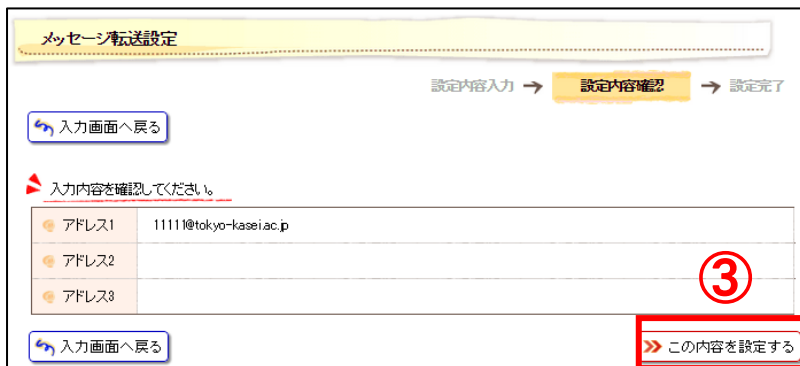 メッセージ転送設定
設定内容入力 → 設定内容確認 → 設定完了
入力画面へ戻る
入力内容を確認してください。
アドレス1 11111@tokyo-kasei.ac.jp
アドレス2
アドレス3
③
入力画面へ戻る
この内容を設定する